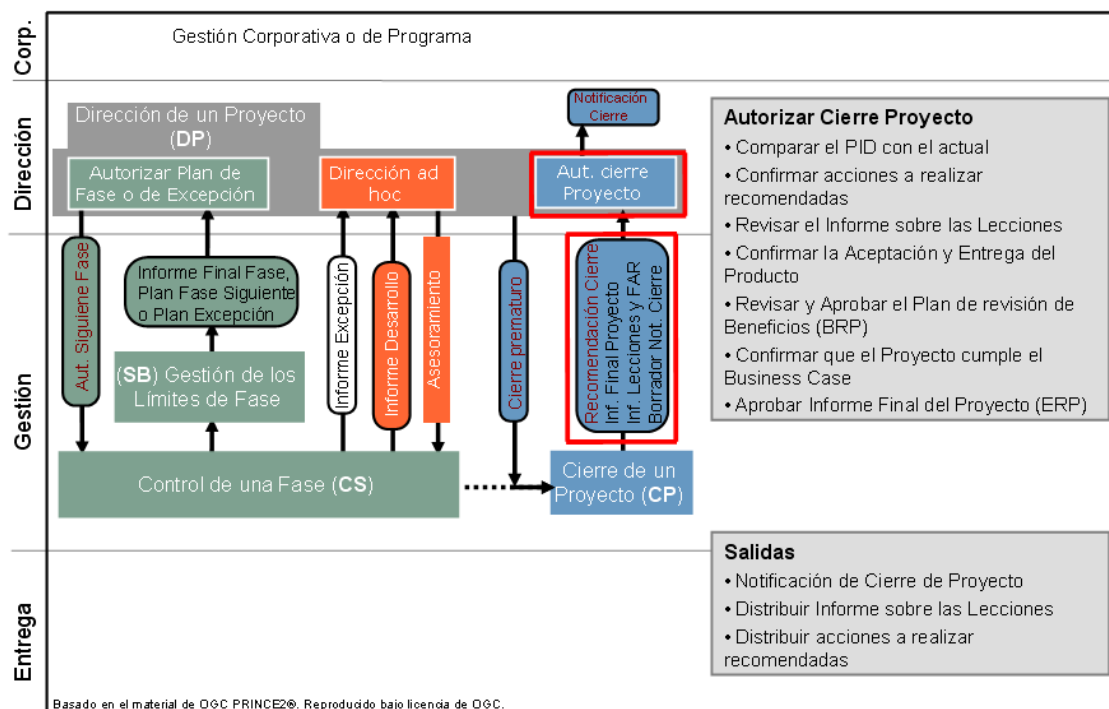 Corp.
Gestión Corporativa o de Programa
Dirección
Dirección de un Proyecto
(DP)
Autorizar Plan de
Fase o de Excepción
Dirección ad
hoc
Notificación
Cierre
Aut. cierre
Proyecto
Gestión
Aut. Siguiene Fase
Informe Final Fase,
Plan Fase Siguiente
o Plan Excepción
(SB) Gestión de los
Límites de Fase
Informe Excepción
Informe Desarrollo
Asesoramiento
Cierre prematuro
Recomendación Cierre
Inf. Final Proyecto
Inf. Lecciones y FAR
Borrador Not. Cierre
Control de una Fase (CS)
Cierre de un
Proyecto (CP)
Entrega
Autorizar Cierre Proyecto
• Comparar el PID con el actual
• Confirmar acciones a realizar
recomendadas
• Revisar el Informe sobre las Lecciones
• Confirmar la Aceptación y Entrega del
Producto
• Revisar y Aprobar el Plan de revisión de
Beneficios (BRP)
• Confirmar que el Proyecto cumple el
Business Case
• Aprobar Informe Final del Proyecto (ERP)
Salidas
• Notificación de Cierre de Proyecto
• Distribuir Informe sobre las Lecciones
• Distribuir acciones a realizar
recomendadas
Basado en el material de OGC PRINCE2®. Reproducido bajo licencia de OGC.